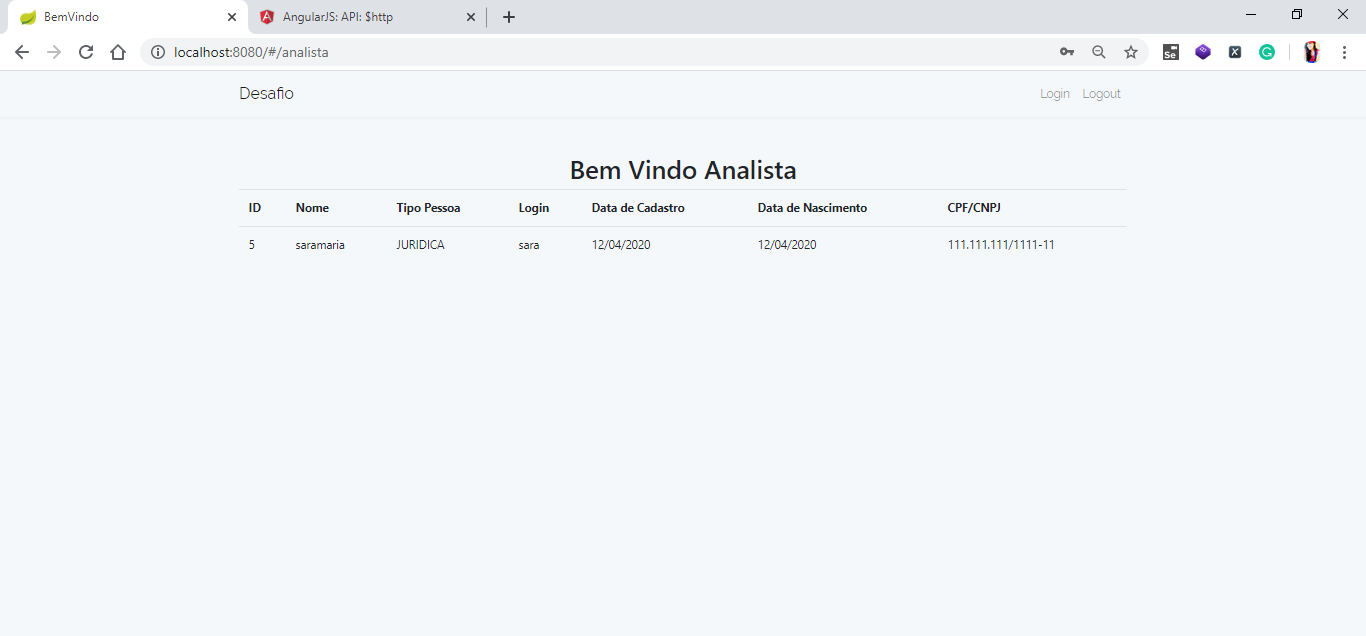 BemVindo
AngularJS: API: $http
localhost:8080/#/analista
Se
Desafio
Login Logout
Bem Vindo Analista
ID Nome Tipo Pessoa Login Data de Cadastro Data de Nascimento CPF/CNPJ
5 saramaria JURIDICA sara 12/04/2020 12/04/2020 111.111.111/1111-11